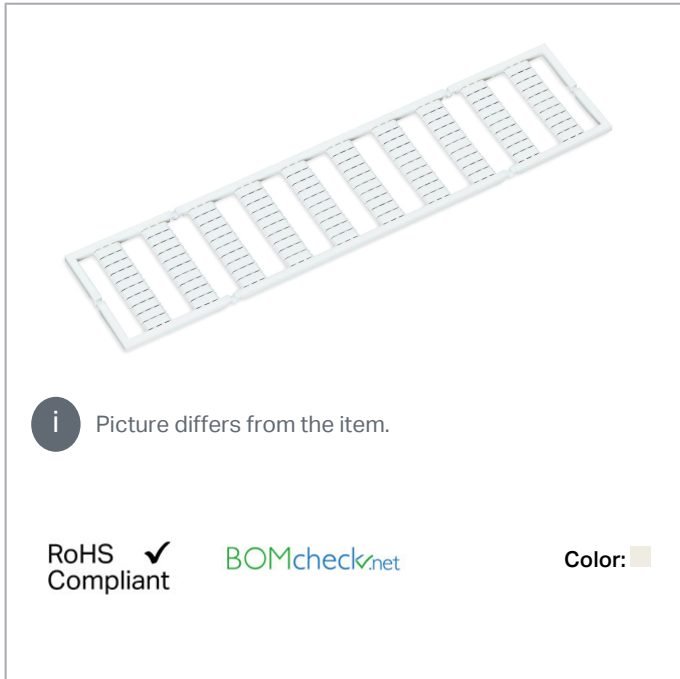 i
Picture differs from the item.
RoHS ✓
Compliant
BOMcheck.net
Color: